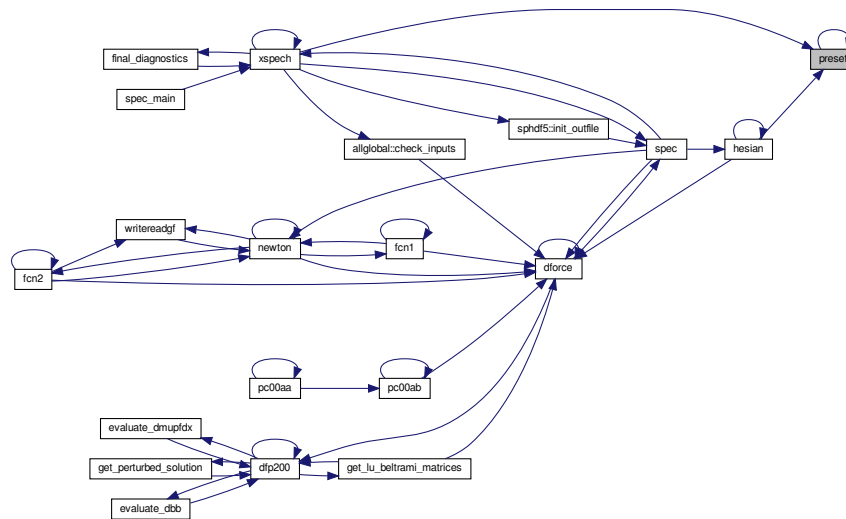 final_diagnostics
xspech
preset
spec_main
sphdf5::init_outfile
allglobal::check_inputs
spec
hesian
writereadgf
newton
fcn1
fcn2
dforce
pc00aa
pc00ab
evaluate_dmupfdx
get_perturbed_solution
dfp200
get_lu_beltrami_matrices
evaluate_dbb